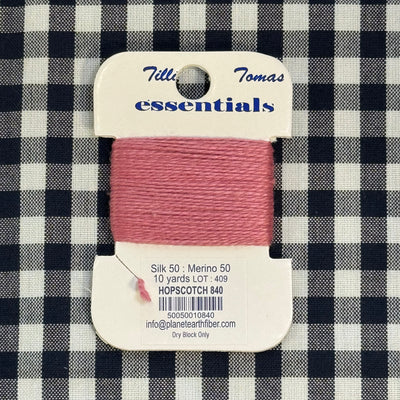 Tilli Tomas
essentials
Silk 50 : Merino 50
10 yards LOT : 409
HOPSCOTCH 840
50050010840
info@planetearthfiber.com
Dry Block Only